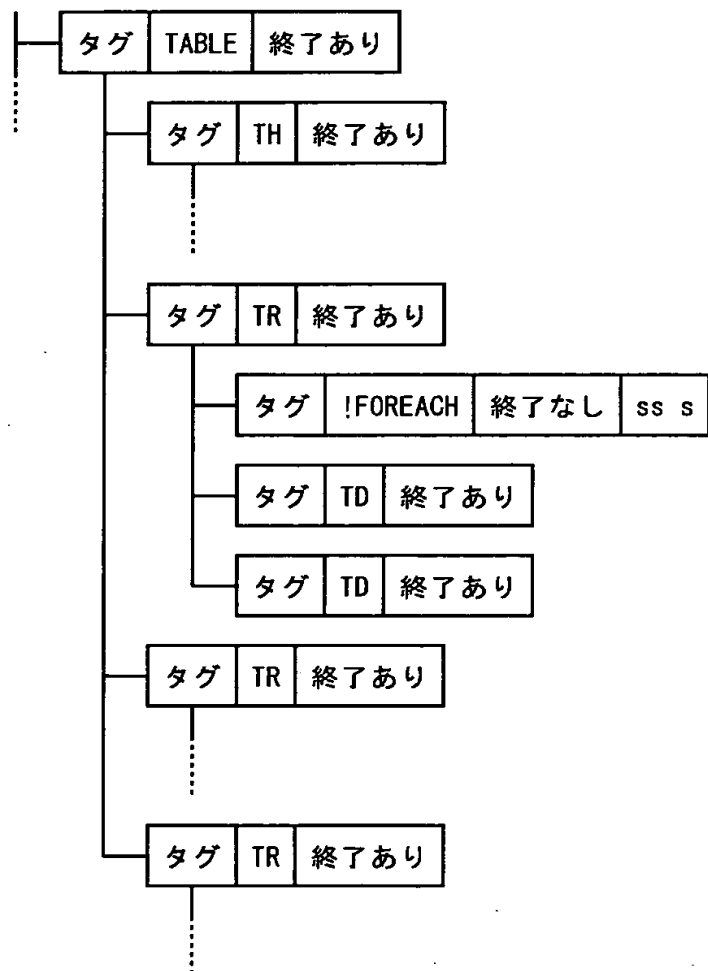 タグ TABLE 終了あり
タグ TH 終了あり
タグ TR 終了あり
タグ !FOREACH 終了なし ss s
タグ TD 終了あり
タグ TD 終了あり
タグ TR 終了あり
タグ TR 終了あり